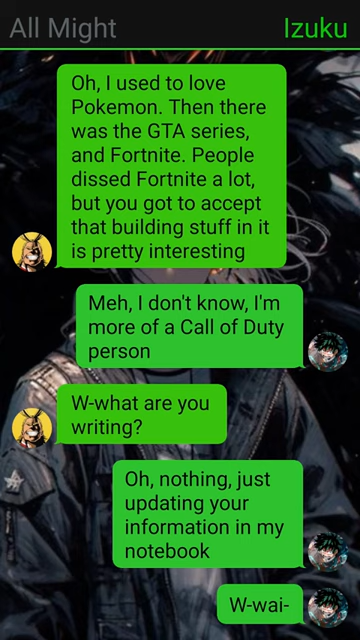 All Might
Izuku
Oh, I used to love
Pokemon. Then there
was the GTA series,
and Fortnite. People
dissed Fortnite a lot,
but you got to accept
that building stuff in it
is pretty interesting
Meh, I don't know, I'm
more of a Call of Duty
person
W-what are you
writing?
Oh, nothing, just
updating your
information in my
notebook
W-wai-